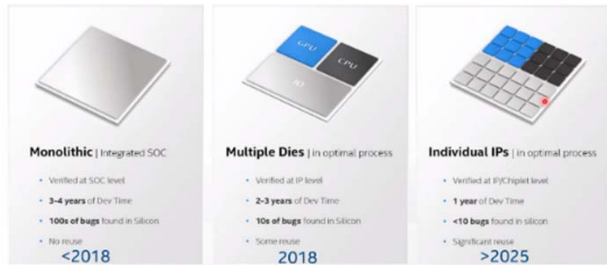 Monolithic | Integrated SOC
• Verified at SOC level
• 3-4 years of Dev Time
• 100s of bugs found in Silicon
• No reuse
<2018
GPU
CPU
IO
Multiple Dies | in optimal process
• Verified at IP level
• 2-3 years of Dev Time
• 10s of bugs found in Silicon
• Some reuse
2018
Individual IPs | in optimal process
• Verified at IP/Chiplet level
• 1 year of Dev Time
• <10 bugs found in silicon
• Significant reuse
>2025